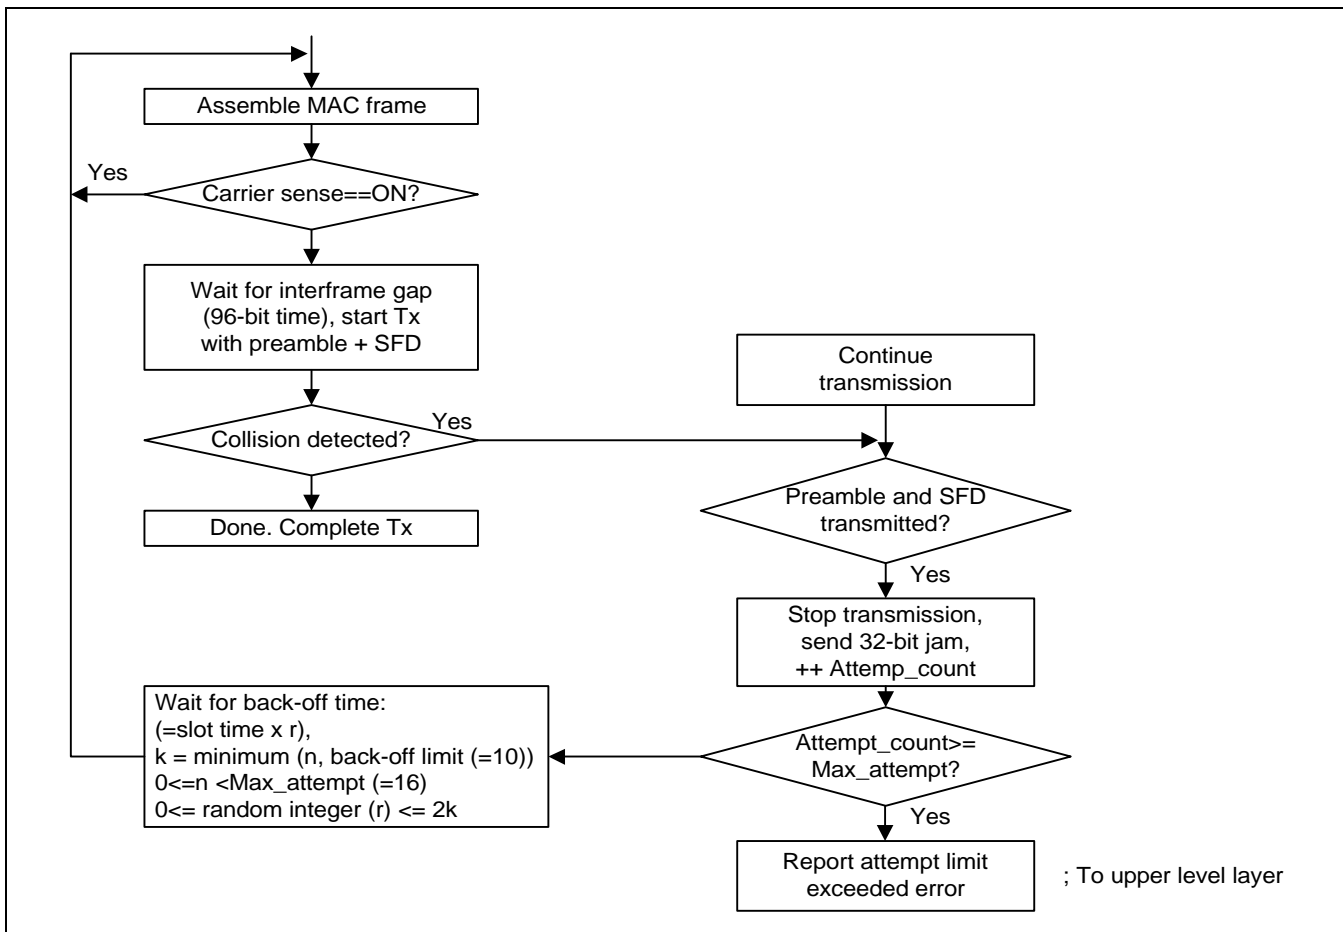 Assemble MAC frame
Yes
Carrier sense==ON?
Wait for interframe gap
(96-bit time), start Tx
with preamble + SFD
Continue
transmission
Yes
Collision detected?
Preamble and SFD
transmitted?
Done. Complete Tx
Yes
Stop transmission,
send 32-bit jam,
++ Attemp_count
Wait for back-off time:
(=slot time x r),
k = minimum (n, back-off limit (=10))
0<=n <Max_attempt (=16)
0<= random integer (r) <= 2k
Attempt_count>=
Max_attempt?
Yes
Report attempt limit
exceeded error
; To upper level layer